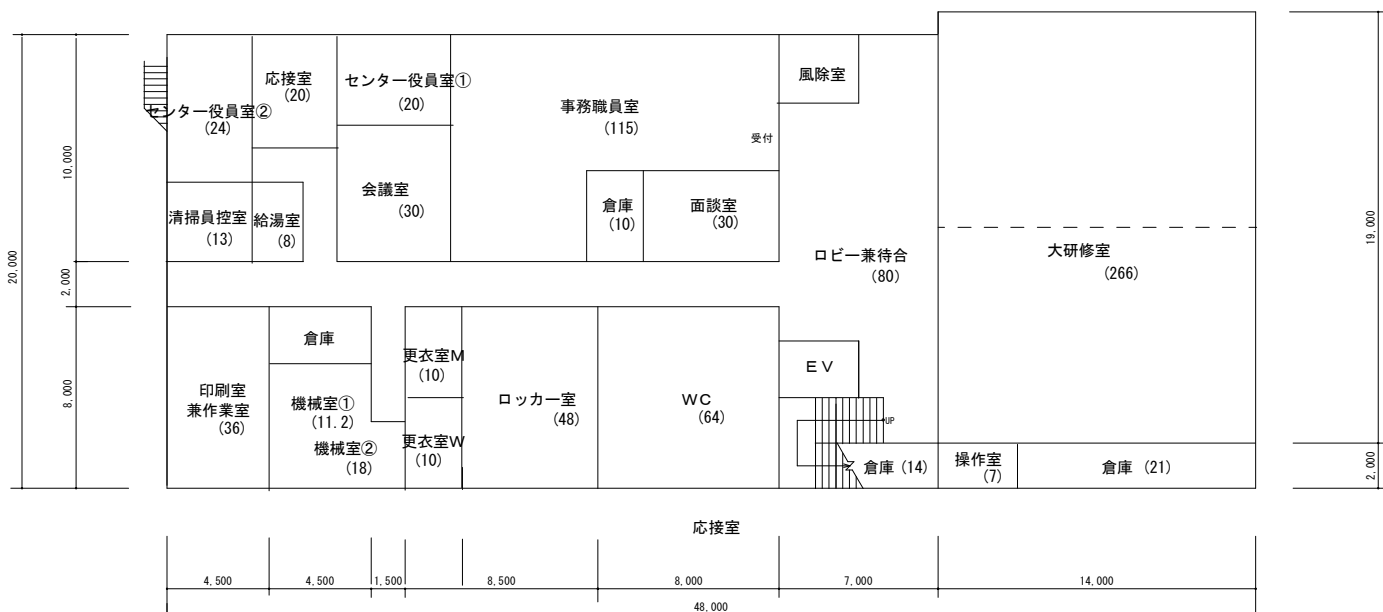 応接室
(20)
センター役員室①
(20)
センター役員室②
(24)
事務職員室
(115)
受付
風除室
会議室
(30)
倉庫
(10)
面談室
(30)
清掃員控室
(13)
給湯室
(8)
ロビー兼待合
(80)
大研修室
(266)
倉庫
更衣室M
(10)
印刷室
兼作業室
(36)
機械室①
(11.2)
機械室②
(18)
更衣室W
(10)
ロッカー室
(48)
WC
(64)
EV
UP
倉庫 (14)
操作室
(7)
倉庫 (21)
応接室
20,000
10,000
2,000
8,000
19,000
2,000
4,500
4,500
1,500
8,500
8,000
7,000
14,000
48,000